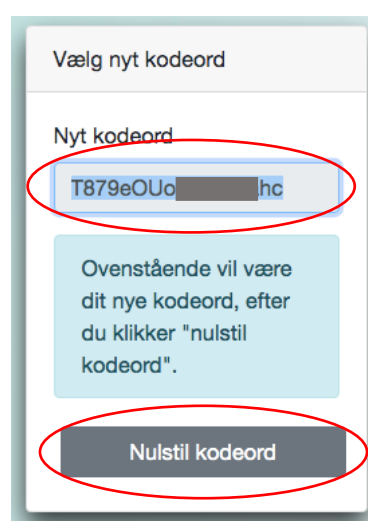 Vælg nyt kodeord
Nyt kodeord
T879eOUo hc
Ovenstående vil være
dit nye kodeord, efter
du klikker "nulstil
kodeord".
Nulstil kodeord